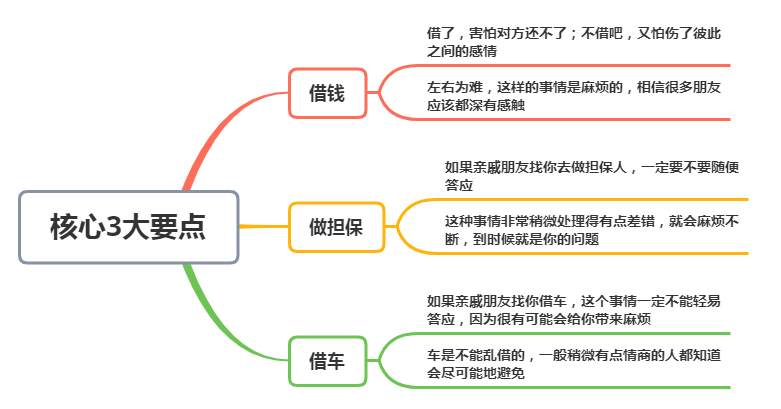 核心3大要点
借钱
借了，害怕对方还不了；不借吧，又怕伤了彼此
之间的感情
左右为难，这样的事情是麻烦的，相信很多朋友
应该都深有感触
做担保
如果亲戚朋友找你去做担保人，一定要不要随便
答应
这种事情非常稍微处理得有点差错，就会麻烦不
断，到时候就是你的问题
借车
如果亲戚朋友找你借车，这个事情一定不能轻易
答应，因为很有可能会给你带来麻烦
车是不能乱借的，一般稍微有点情商的人都知道
会尽可能地避免